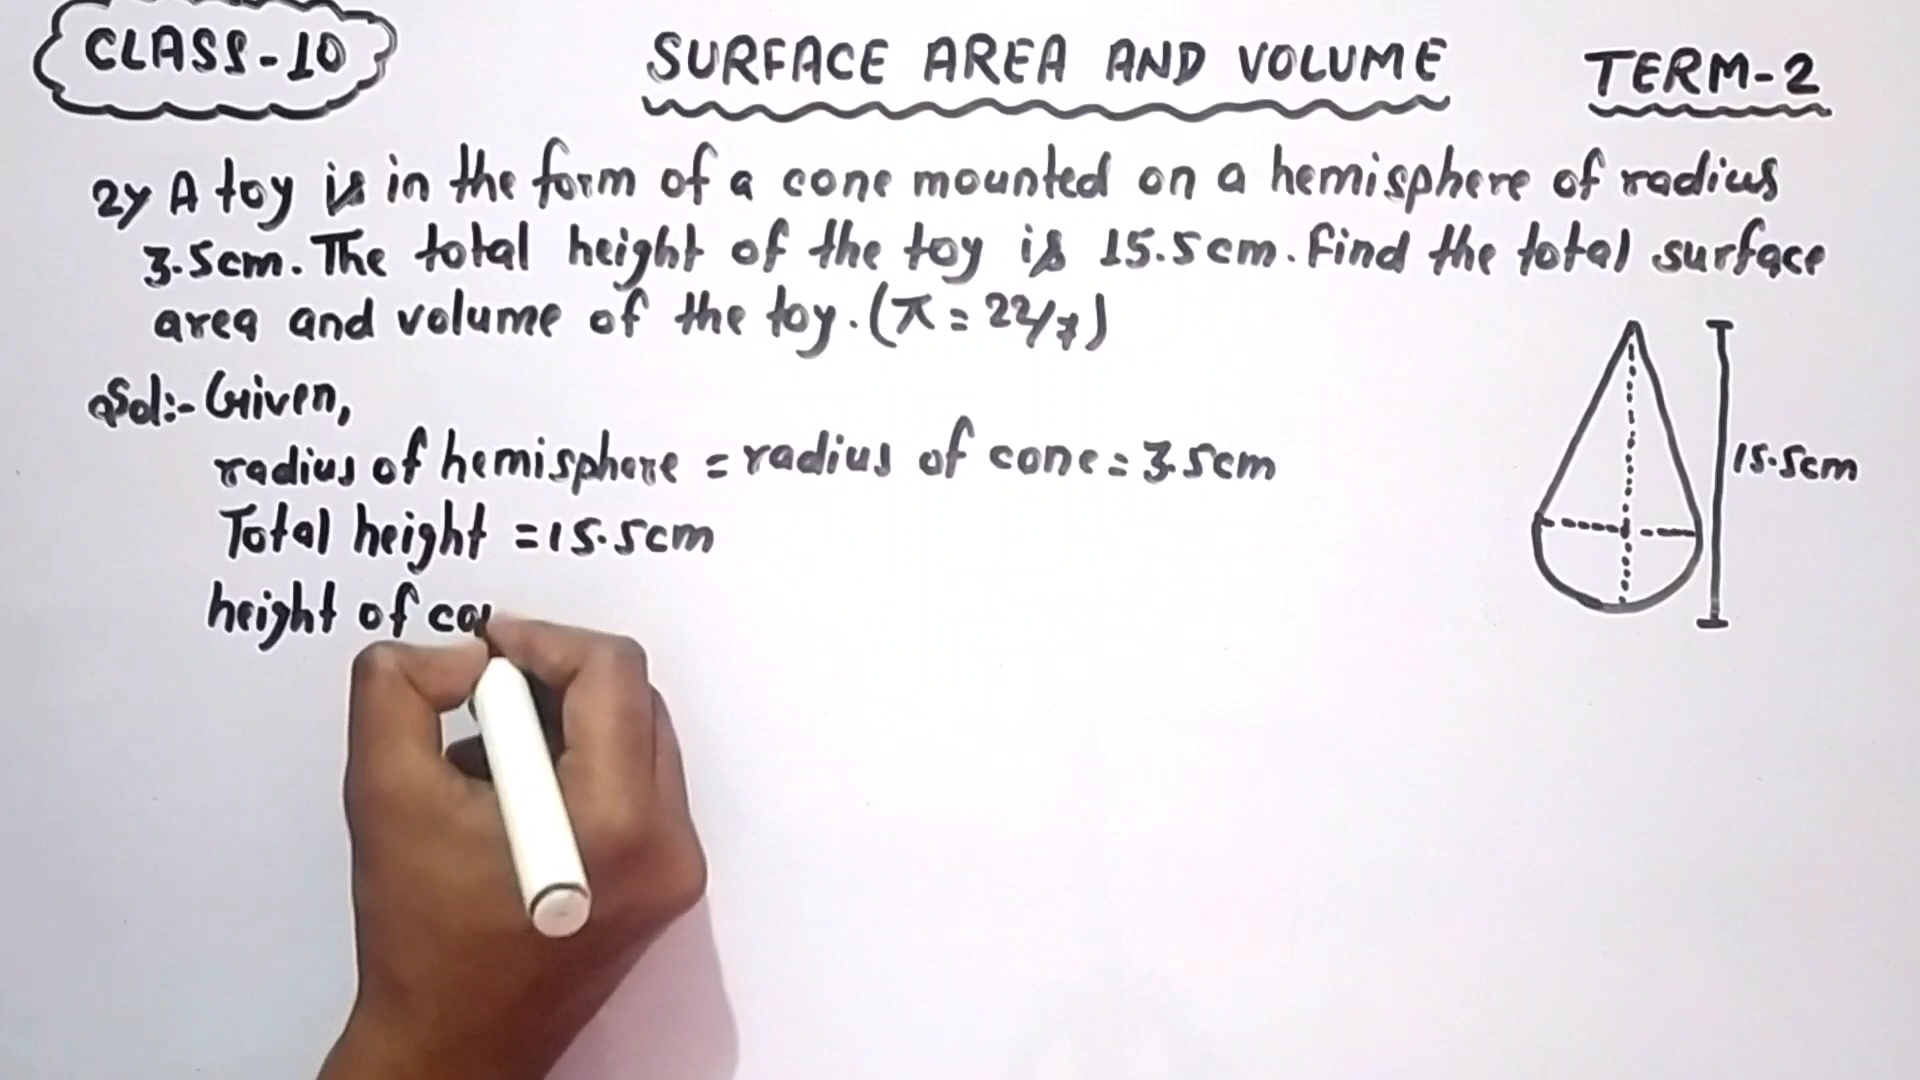 CLASS-10
SURFACE AREA AND VOLUME
TERM-2
2) A toy is in the form of a cone mounted on a hemisphere of radius
3.5cm. The total height of the toy is 15.5cm. Find the total surface
area and volume of the toy. (π = 22/7)
Sol:- Given,
radius of hemisphere = radius of cone = 3.5cm
Total height = 15.5cm
height of
15.5cm